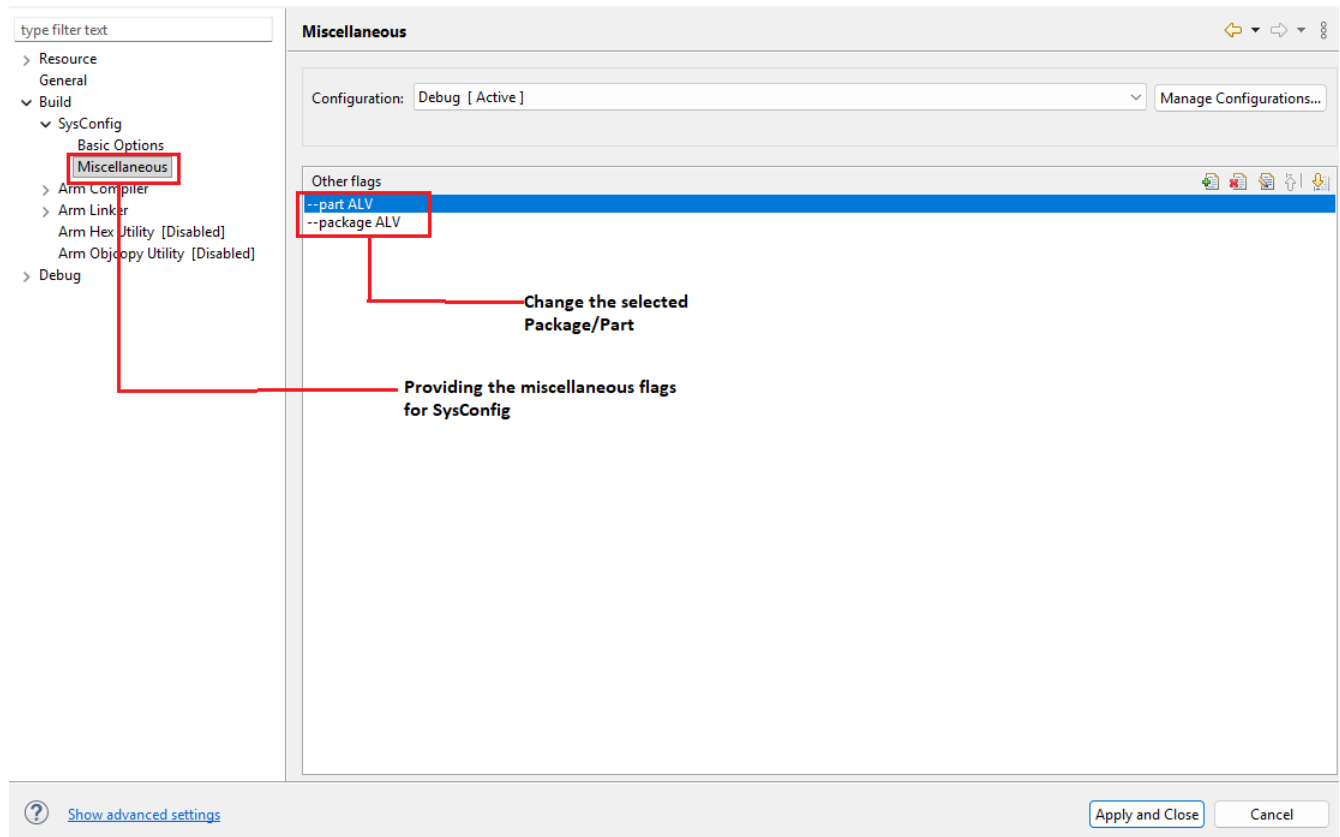 type filter text
Resource
General
Build
SysConfig
Basic Options
Miscellaneous
Arm Compiler
Arm Linker
Arm Hex Utility [Disabled]
Arm Objcopy Utility [Disabled]
Debug
Miscellaneous
Configuration: Debug [ Active ] Manage Configurations...
Other flags
--part ALV
--package ALV
Change the selected
Package/Part
Providing the miscellaneous flags
for SysConfig
? Show advanced settings
Apply and Close Cancel